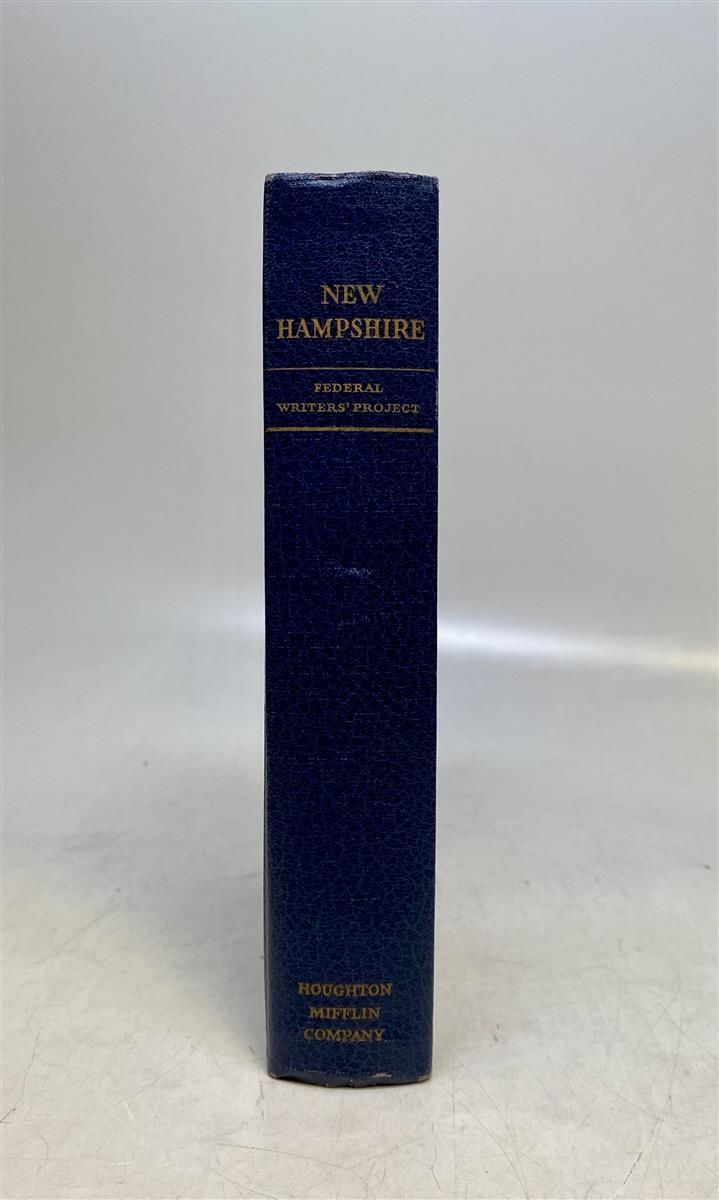 NEW
HAMPSHIRE
FEDERAL
WRITERS' PROJECT
HOUGHTON
MIFFLIN
COMPANY